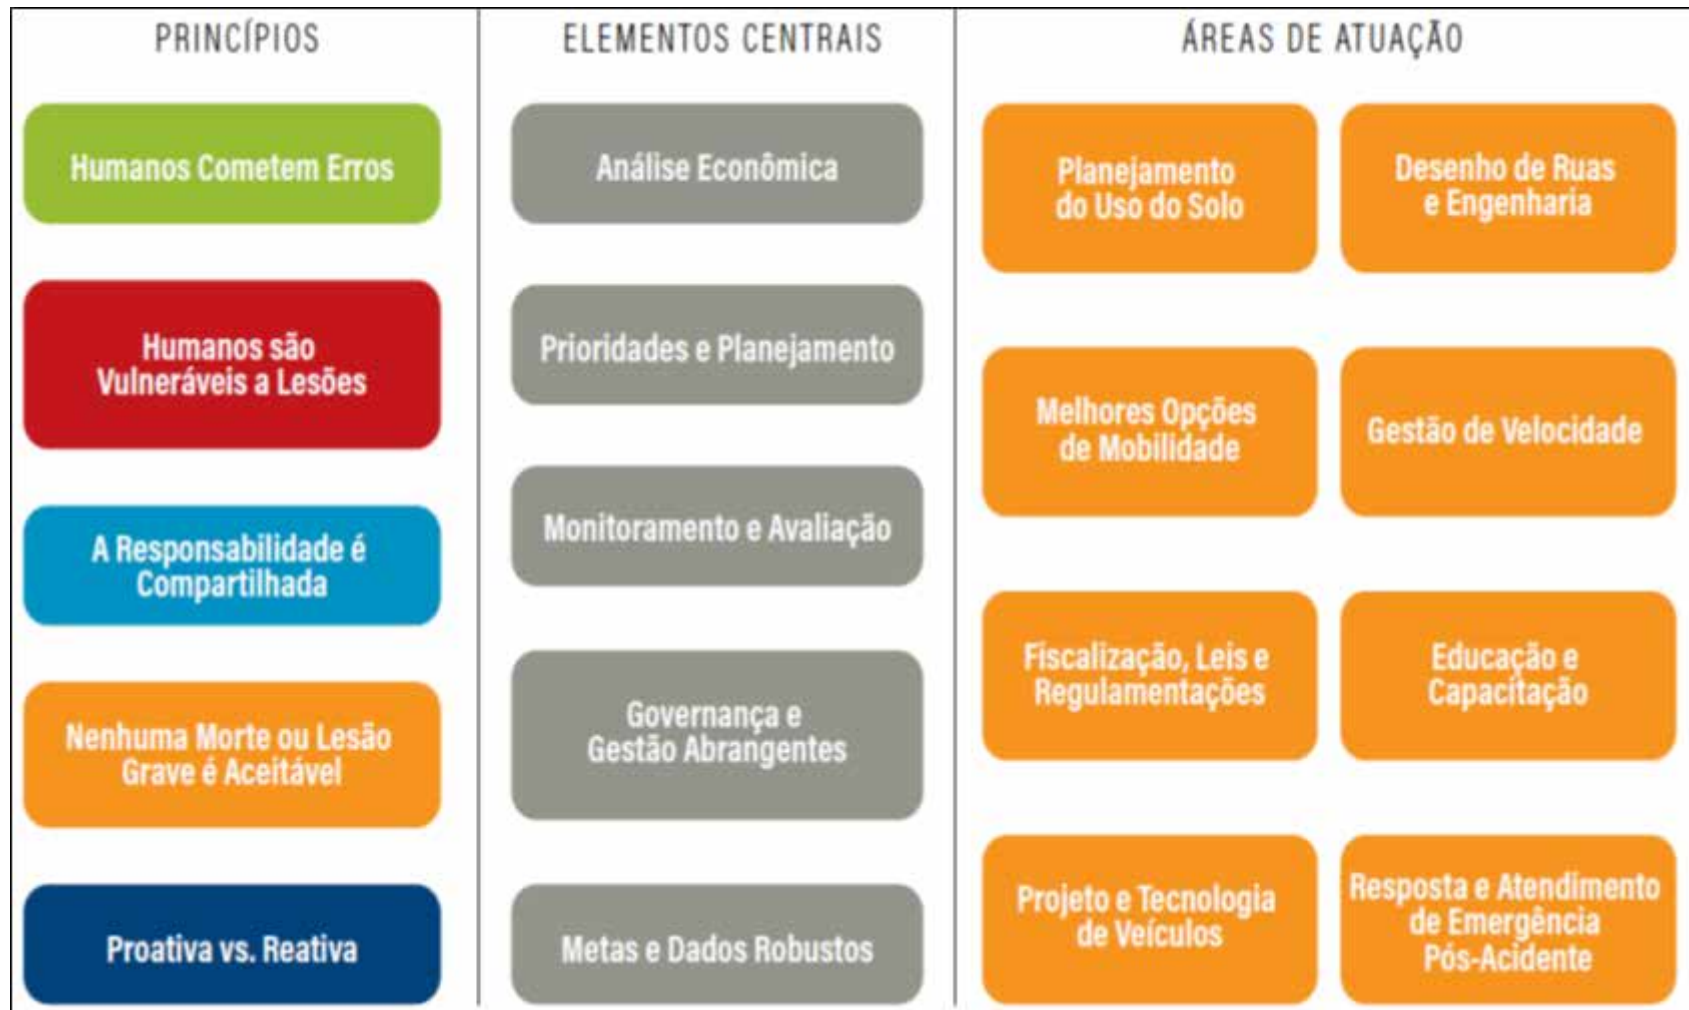 PRINCÍPIOS
Humanos Cometem Erros
Humanos são
Vulneráveis a Lesões
A Responsabilidade é
Compartilhada
Nenhuma Morte ou Lesão
Grave é Aceitável
Proativa vs. Reativa
ELEMENTOS CENTRAIS
Análise Econômica
Prioridades e Planejamento
Monitoramento e Avaliação
Governança e
Gestão Abrangentes
Metas e Dados Robustos
ÁREAS DE ATUAÇÃO
Planejamento
do Uso do Solo
Desenho de Ruas
e Engenharia
Melhores Opções
de Mobilidade
Gestão de Velocidade
Fiscalização, Leis e
Regulamentações
Educação e
Capacitação
Projeto e Tecnologia
de Veículos
Resposta e Atendimento
de Emergência
Pós-Acidente